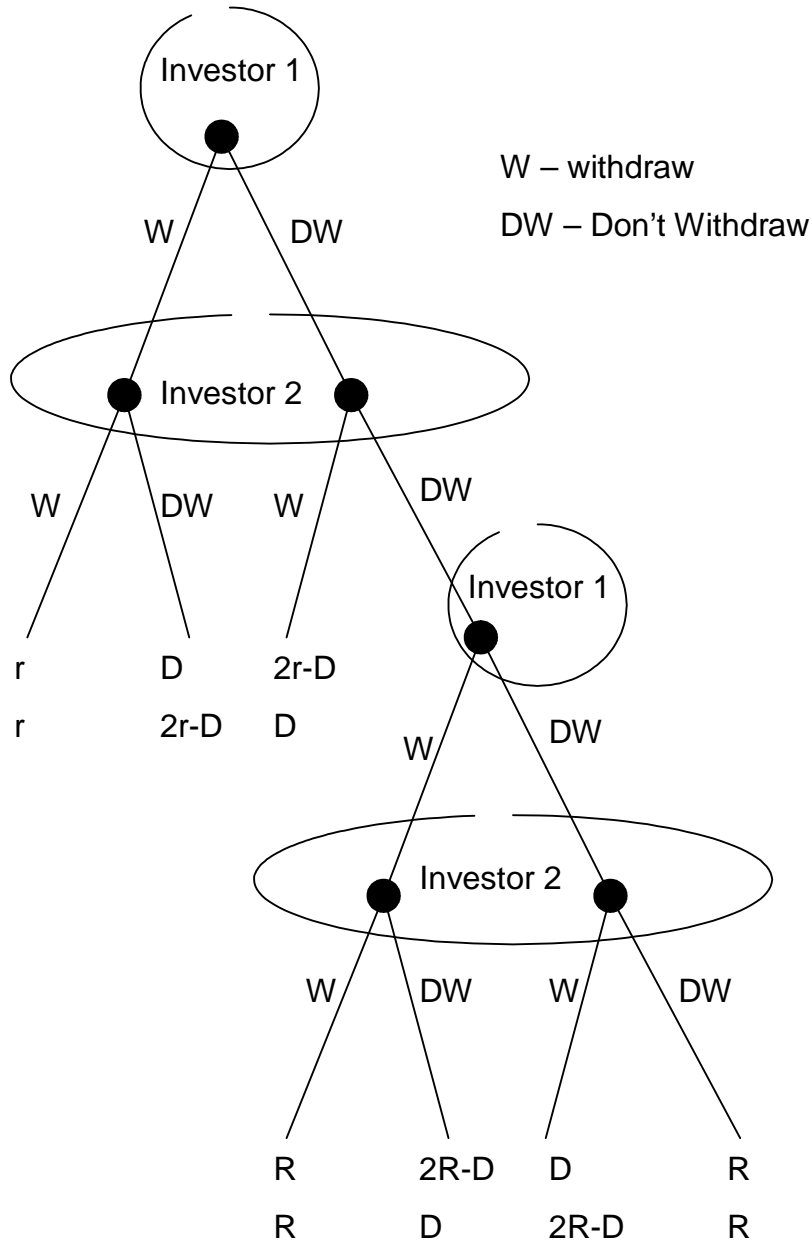 Investor 1
W – withdraw
DW – Don't Withdraw
W DW
Investor 2
W DW W DW
Investor 1
r D 2r-D
r 2r-D D
W DW
Investor 2
W DW W DW
R 2R-D D R
R D 2R-D R